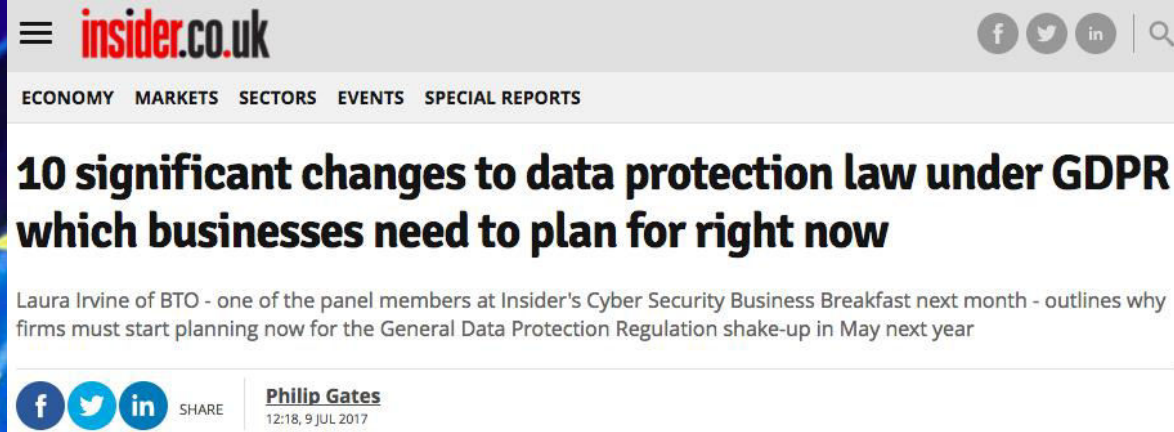 insider.co.uk
ECONOMY MARKETS SECTORS EVENTS SPECIAL REPORTS
10 significant changes to data protection law under GDPR
which businesses need to plan for right now
Laura Irvine of BTO - one of the panel members at Insider's Cyber Security Business Breakfast next month - outlines why
firms must start planning now for the General Data Protection Regulation shake-up in May next year
SHARE
Philip Gates
12:18, 9 JUL 2017